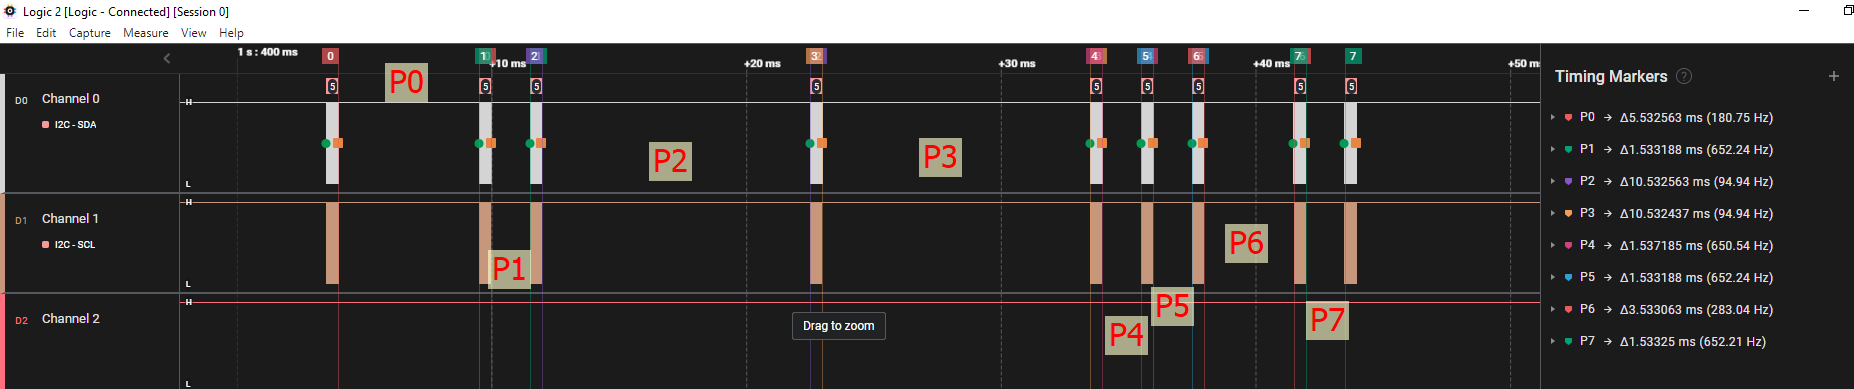 Logic 2 [Logic - Connected] [Session 0]
File Edit Capture Measure View Help
1 s : 400 ms
+10 ms
+20 ms
+30 ms
+40 ms
+50 ms
0
1
2
3
4
5
6
7
7
5 5 5 5 5 5 5 5 5
D0 Channel 0
I2C - SDA
H
L
D1 Channel 1
I2C - SCL
H
L
D2 Channel 2
H
L
P0
P1
P2
P3
P4
P5
P6
P7
Drag to zoom
Timing Markers ?
P0 → Δ5.532563 ms (180.75 Hz)
P1 → Δ1.533188 ms (652.24 Hz)
P2 → Δ10.532563 ms (94.94 Hz)
P3 → Δ10.532437 ms (94.94 Hz)
P4 → Δ1.537185 ms (650.54 Hz)
P5 → Δ1.533188 ms (652.24 Hz)
P6 → Δ3.533063 ms (283.04 Hz)
P7 → Δ1.53325 ms (652.21 Hz)